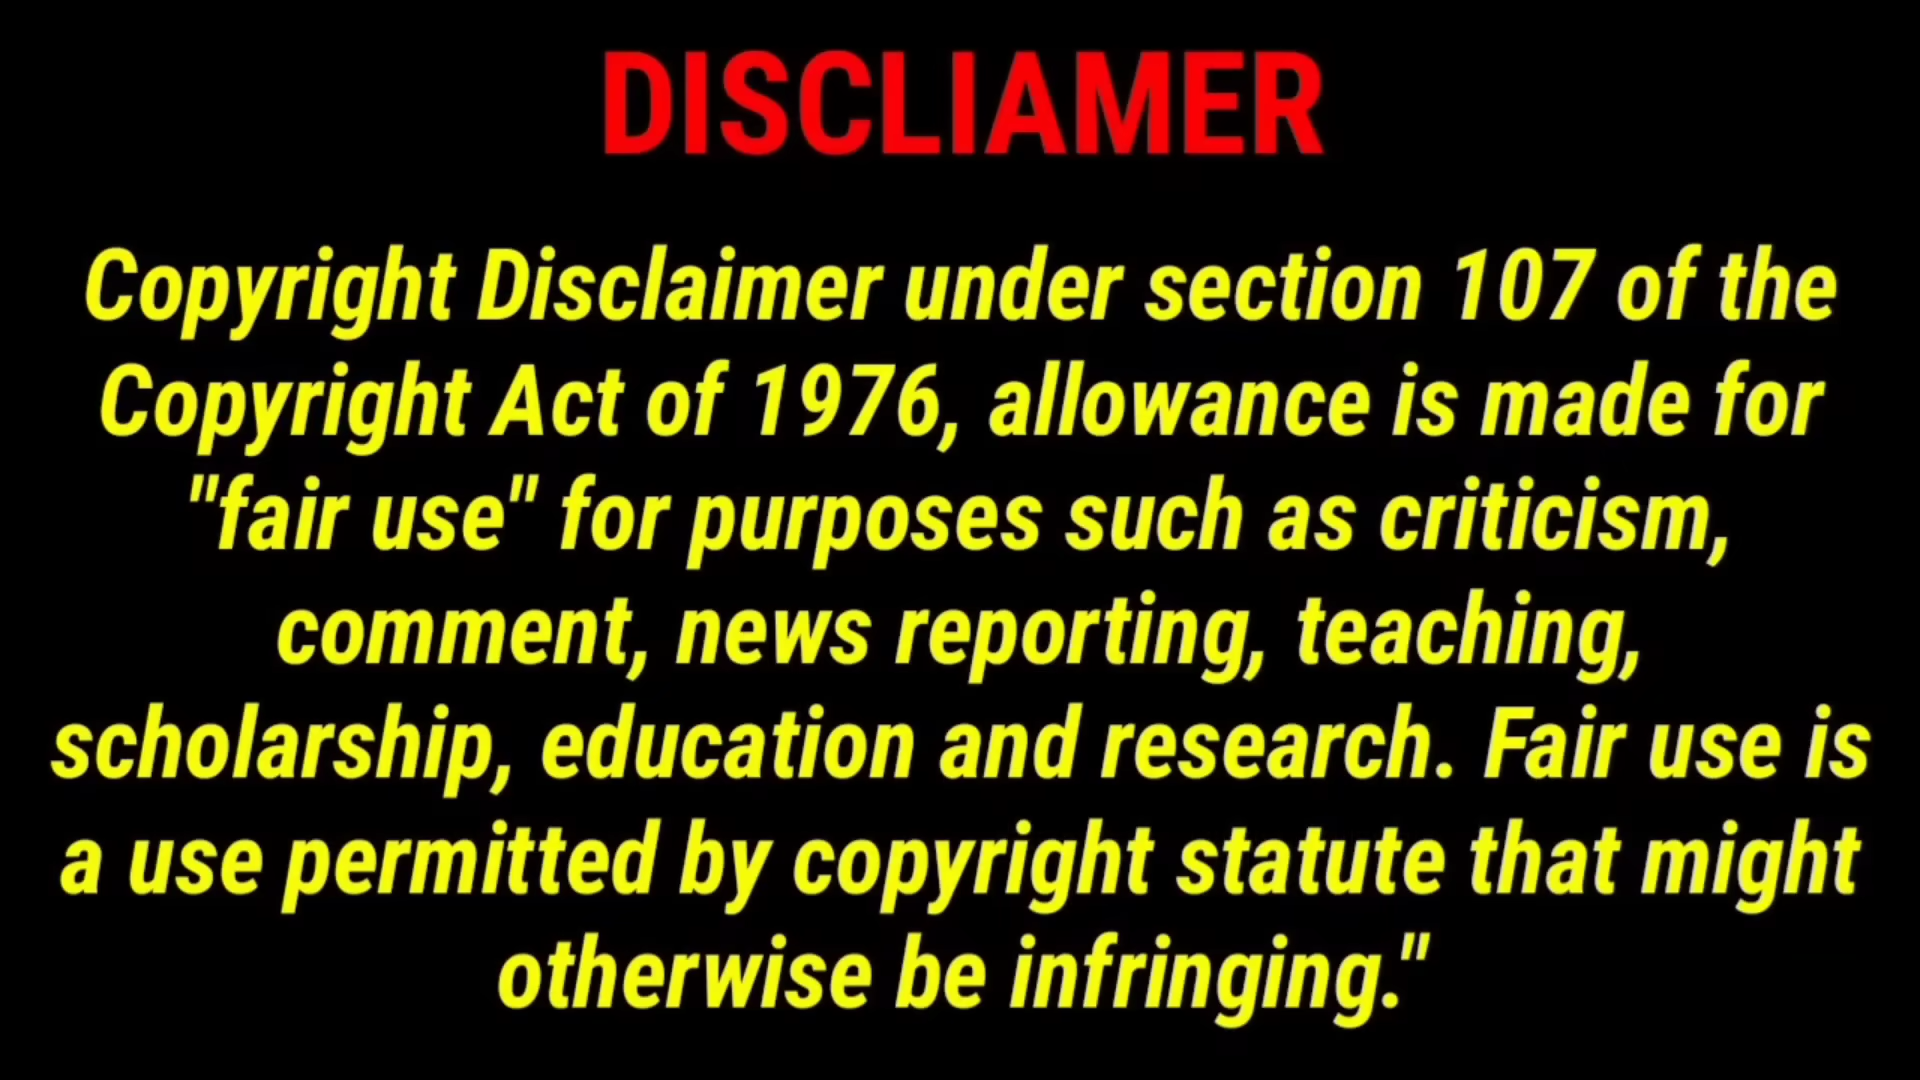 DISCLIAMER
Copyright Disclaimer under section 107 of the
Copyright Act of 1976, allowance is made for
"fair use" for purposes such as criticism,
comment, news reporting, teaching,
scholarship, education and research. Fair use is
a use permitted by copyright statute that might
otherwise be infringing."